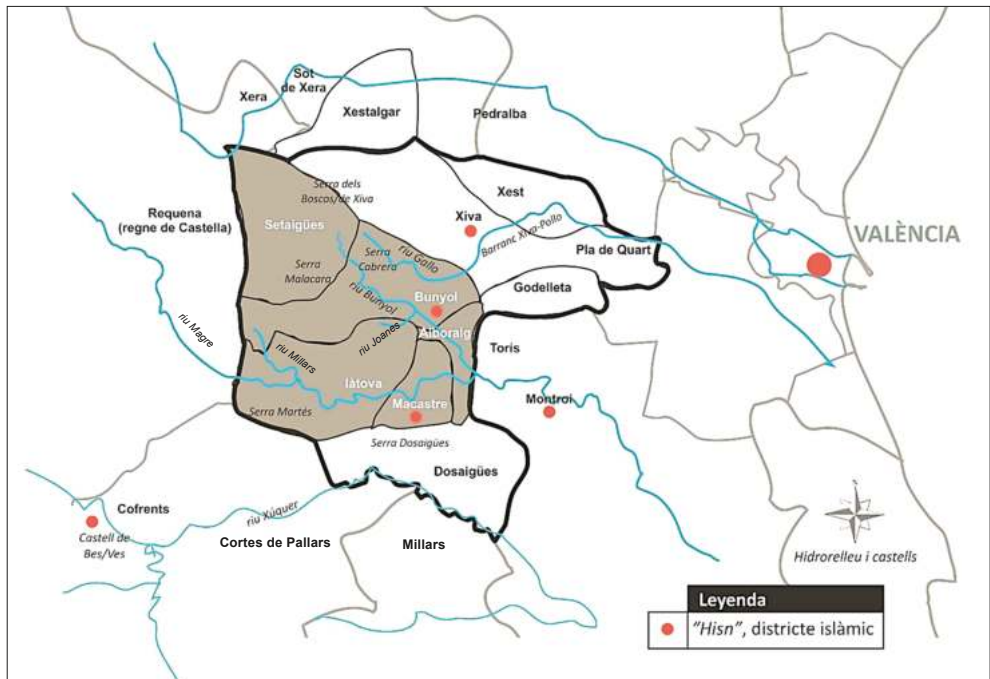 Sot
de Xera
Xera
Xestalgar
Pedralba
Serra dels
Boscos/de Xiva
Xest
Requena
(regne de Castella)
Setaigües
Xiva
Barranc Xiva-Pollo
VALÈNCIA
Pla de Quart
riu Gallo
Serra
Cabrera
Serra
Malacara
Godelleta
riu Bunyol
Bunyol
riu Magre
riu Joanes
Alboraig
Toris
riu Millars
Iàtova
Macastre
Montroi
Serra Martés
Serra Dosaigües
Dosaigües
Cofrents
riu Xúquer
Castell de
Bes/Ves
Cortes de Pallars
Millars
Hidrorelleu i castells
Leyenda
"Hisn", districte islàmic